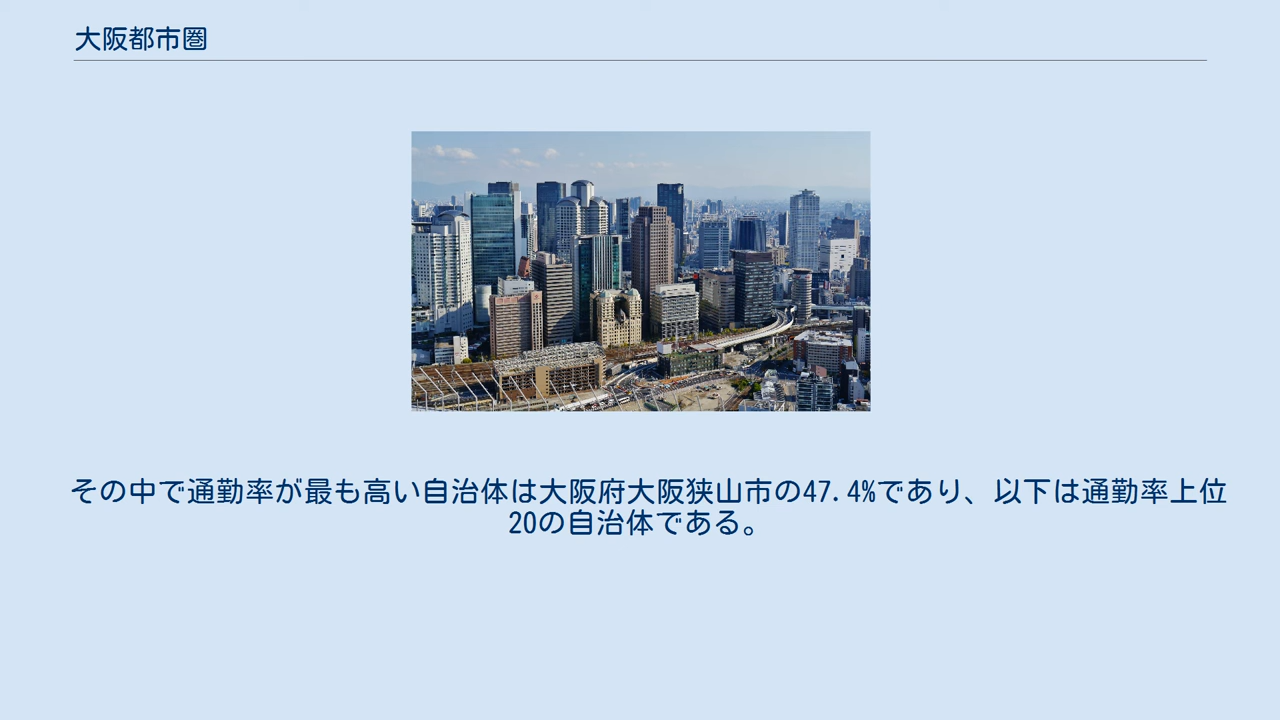 大阪都市圏
その中で通勤率が最も高い自治体は大阪府大阪狭山市の47.4%であり、以下は通勤率上位
20の自治体である。